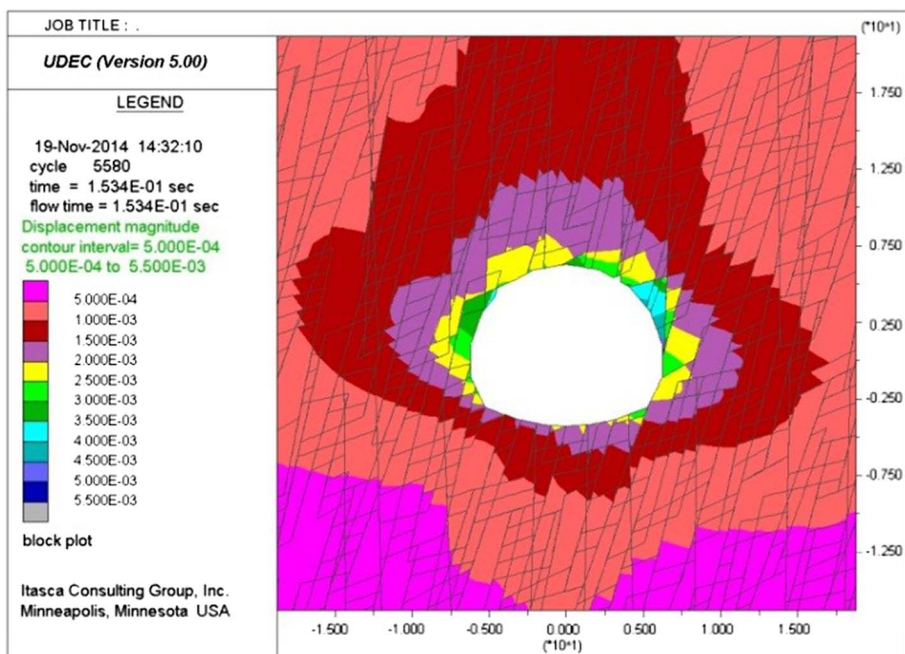 JOB TITLE : .
UDEC (Version 5.00)
LEGEND
19-Nov-2014 14:32:10
cycle 5580
time = 1.534E-01 sec
flow time = 1.534E-01 sec
Displacement magnitude
contour interval= 5.000E-04
5.000E-04 to 5.500E-03
5.000E-04
1.000E-03
1.500E-03
2.000E-03
2.500E-03
3.000E-03
3.500E-03
4.000E-03
4.500E-03
5.000E-03
5.500E-03
block plot
Itasca Consulting Group, Inc.
Minneapolis, Minnesota USA
(*10^1)
1.750
1.250
0.750
0.250
-0.250
-0.750
-1.250
-1.500 -1.000 -0.500 0.000 0.500 1.000 1.500
(*10^1)